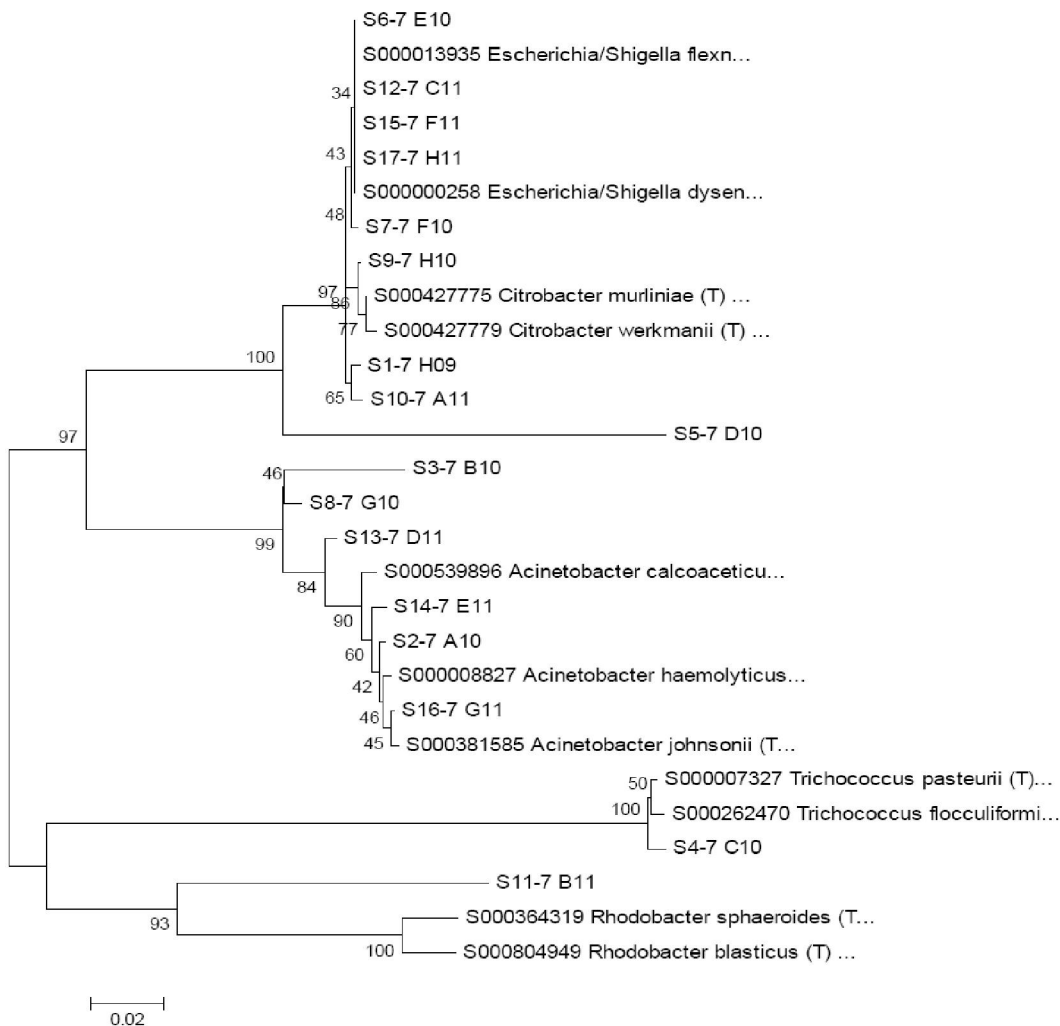 S6-7 E10
S000013935 Escherichia/Shigella flexn...
34
S12-7 C11
S15-7 F11
43
S17-7 H11
S000000258 Escherichia/Shigella dysen...
48
S7-7 F10
S9-7 H10
97
86
S000427775 Citrobacter murliniae (T) ...
77
S000427779 Citrobacter werkmanii (T) ...
100
S1-7 H09
65
S10-7 A11
97
S5-7 D10
46
S3-7 B10
S8-7 G10
99
S13-7 D11
84
S000539896 Acinetobacter calcoaceticu...
90
S14-7 E11
60
S2-7 A10
42
S000008827 Acinetobacter haemolyticus...
46
S16-7 G11
45
S000381585 Acinetobacter johnsonii (T...
50
S000007327 Trichococcus pasteurii (T)...
100
S000262470 Trichococcus flocculiformi...
S4-7 C10
S11-7 B11
93
S000364319 Rhodobacter sphaeroides (T...
100
S000804949 Rhodobacter blasticus (T) ...
0.02